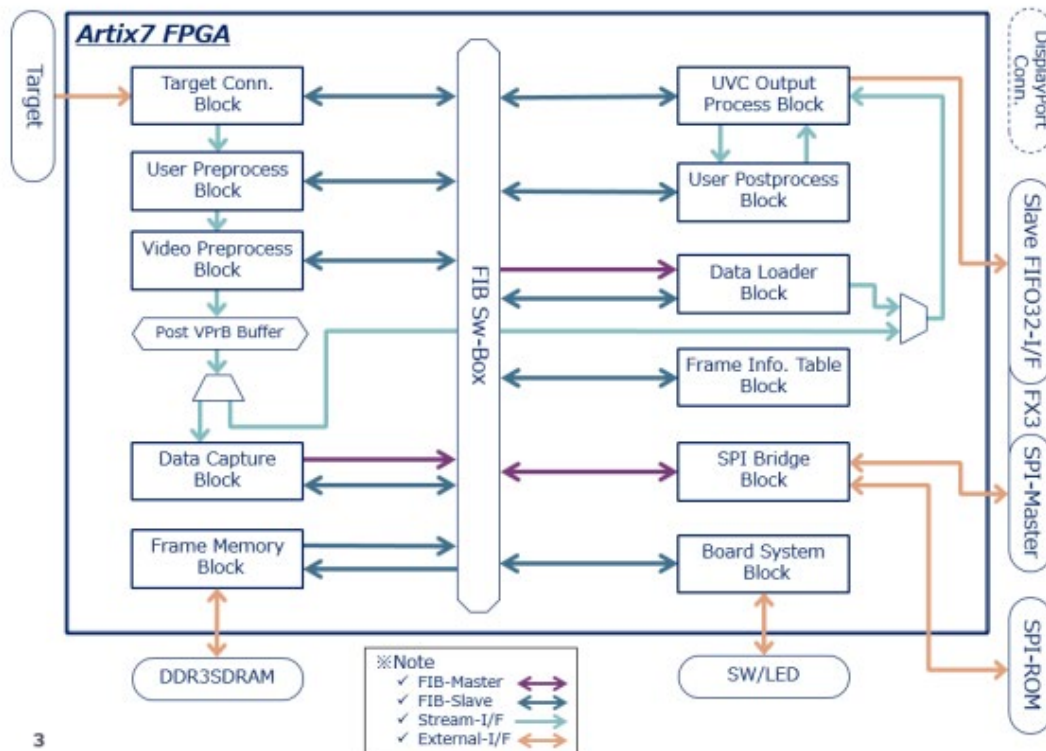 Artix7 FPGA
Target
Target Conn.
Block
User Preprocess
Block
Video Preprocess
Block
Post VPrB Buffer
Data Capture
Block
Frame Memory
Block
DDR3SDRAM
FIB Sw-Box
UVC Output
Process Block
User Postprocess
Block
Data Loader
Block
Frame Info. Table
Block
SPI Bridge
Block
Board System
Block
SW/LED
DisplayPort
Conn.
Slave FIFO32-I/F
FX3
SPI-Master
SPI-ROM
※Note
✓ FIB-Master
✓ FIB-Slave
✓ Stream-I/F
✓ External-I/F
3